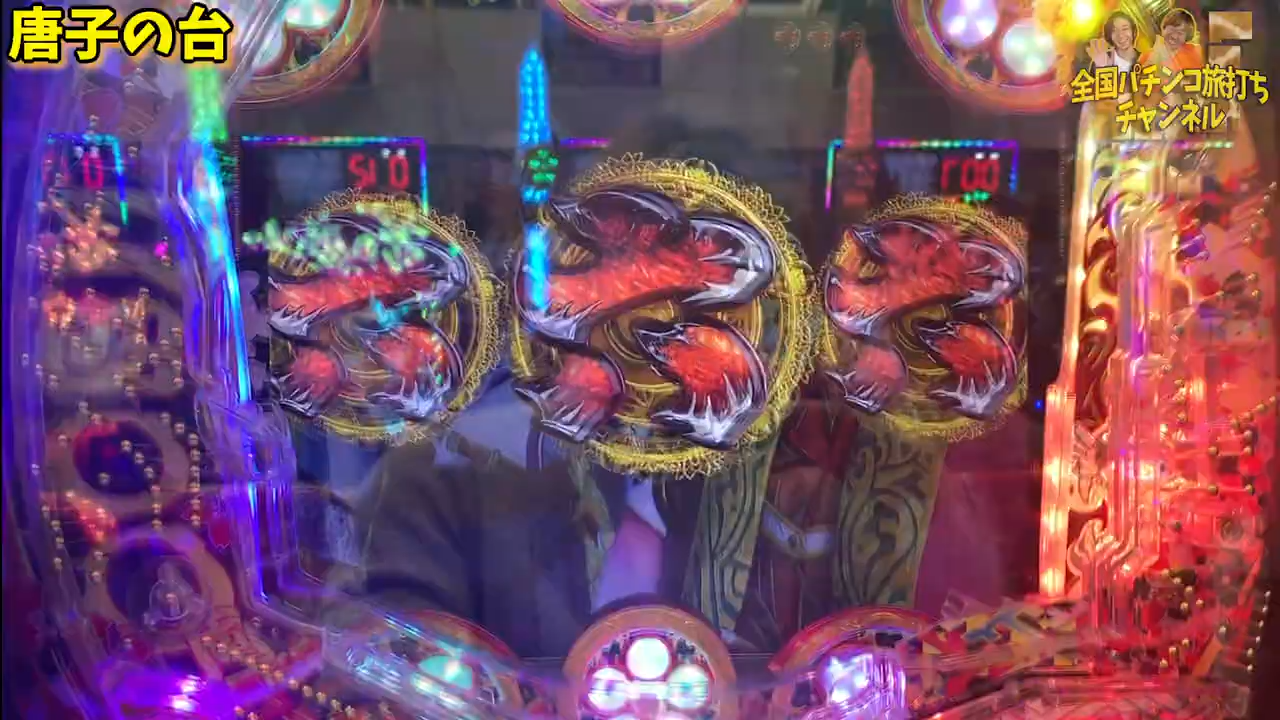 唐子の台
全国パチンコ旅打ち
チャンネル